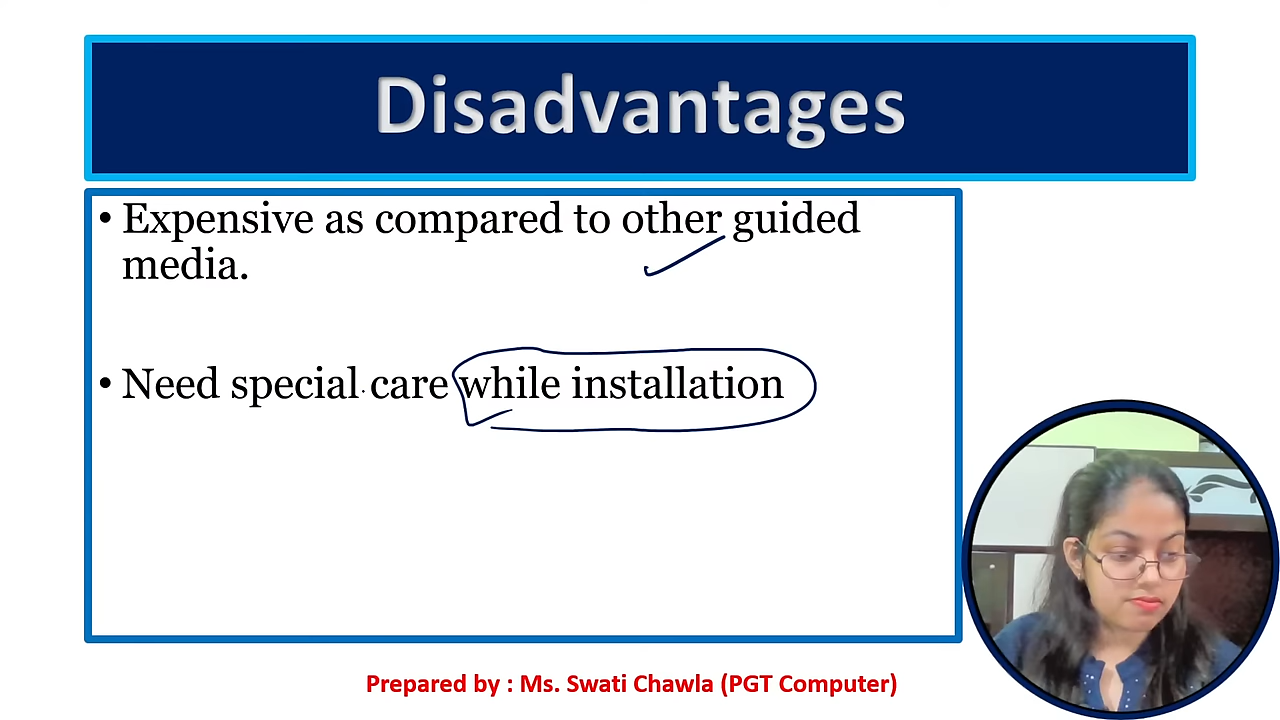 Disadvantages
• Expensive as compared to other guided
media.
• Need special care while installation
Prepared by : Ms. Swati Chawla (PGT Computer)